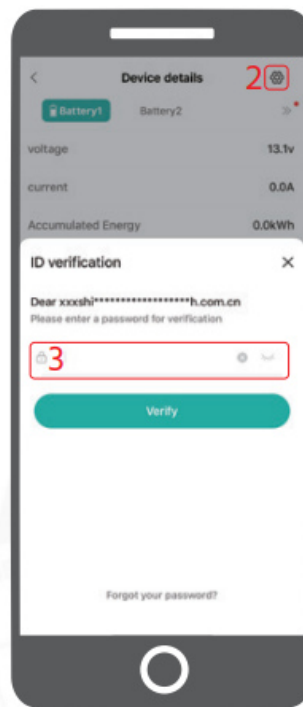 Device details 2
Battery1 Battery2
voltage 13.1v
current 0.0A
Accumulated Energy 0.0kWh
ID verification
Dear xxxshi*******************h.com.cn
Please enter a password for verification
3
Verify
Forgot your password?